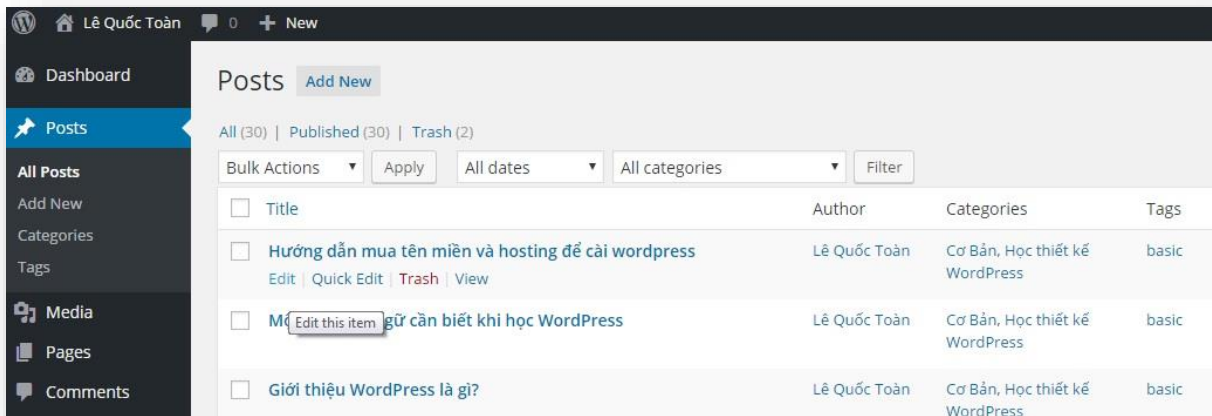 Lê Quốc Toàn 0 New
Dashboard
Posts
All Posts
Add New
Categories
Tags
Media
Pages
Comments
Posts Add New
All (30) | Published (30) | Trash (2)
Bulk Actions Apply All dates All categories Filter
Title Author Categories Tags
Hướng dẫn mua tên miền và hosting để cài wordpress Lê Quốc Toàn Cơ Bản, Học thiết kế basic
Edit | Quick Edit | Trash | View WordPress
Edit this item cần biết khi học WordPress Lê Quốc Toàn Cơ Bản, Học thiết kế basic
WordPress
Giới thiệu WordPress là gì? Lê Quốc Toàn Cơ Bản, Học thiết kế basic
WordPress